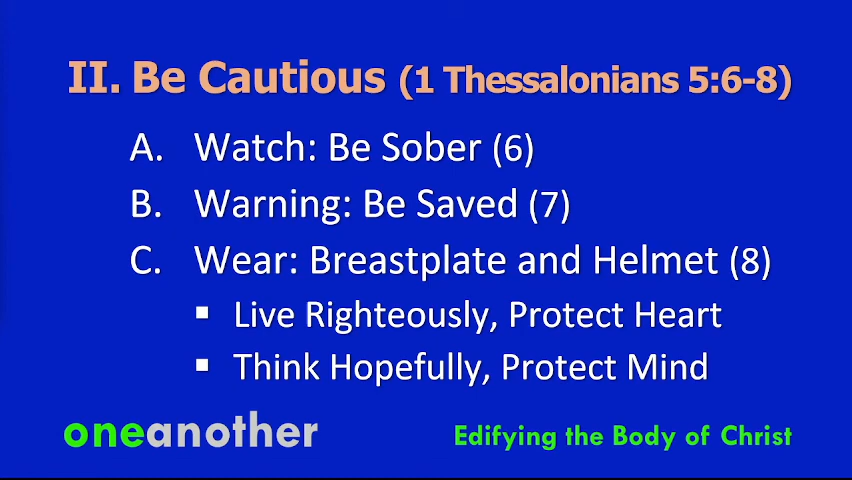 II. Be Cautious (1 Thessalonians 5:6-8)
A. Watch: Be Sober (6)
B. Warning: Be Saved (7)
C. Wear: Breastplate and Helmet (8)
▪ Live Righteously, Protect Heart
▪ Think Hopefully, Protect Mind
oneanother Edifying the Body of Christ